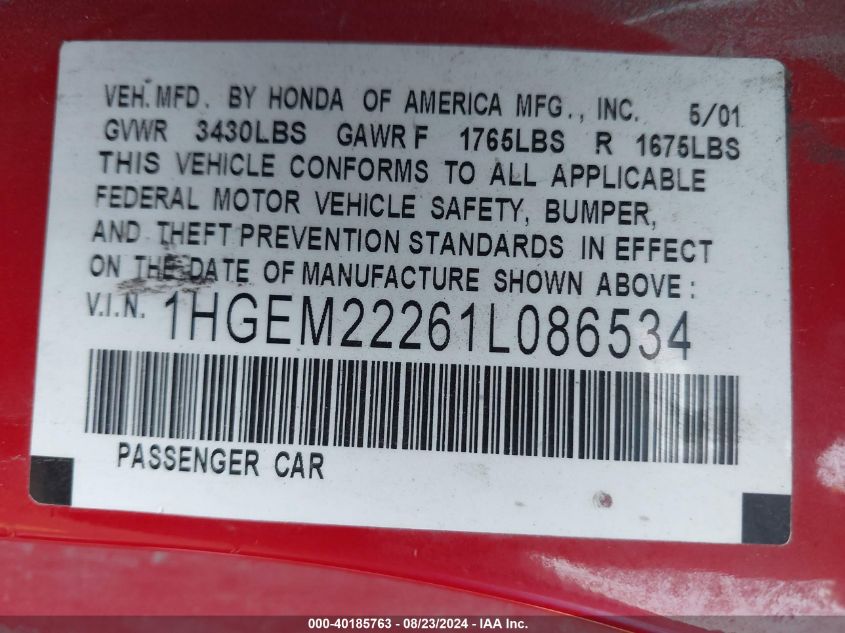 VEH. MFD. BY HONDA OF AMERICA MFG., INC. 5/01
GVWR 3430LBS GAWR F 1765LBS R 1675LBS
THIS VEHICLE CONFORMS TO ALL APPLICABLE
FEDERAL MOTOR VEHICLE SAFETY, BUMPER,
AND THEFT PREVENTION STANDARDS IN EFFECT
ON THE DATE OF MANUFACTURE SHOWN ABOVE:
V.I.N. 1HGEM22261L086534
PASSENGER CAR
000-40185763 - 08/23/2024 - IAA Inc.